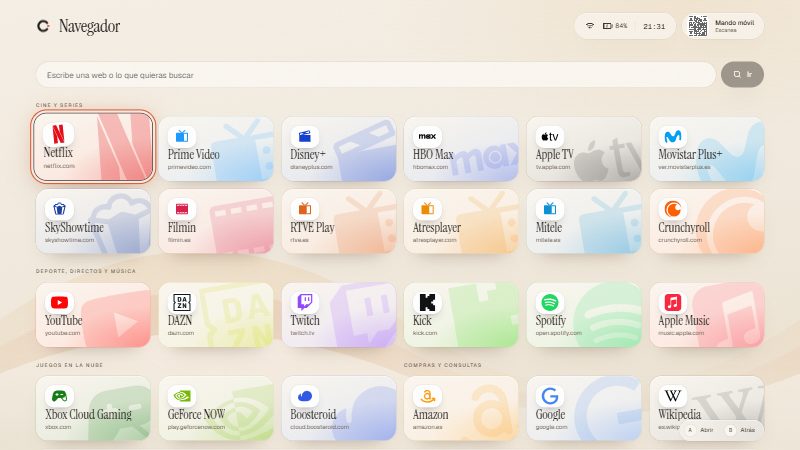 Navegador
84%
21:31
Mando móvil
Escanea
Escribe una web o lo que quieras buscar
Ir
CINE Y SERIES
Netflix
netflix.com
Prime Video
primevideo.com
Disney+
disneyplus.com
max
HBO Max
hbomax.com
tv
Apple TV
tv.apple.com
Movistar Plus+
ver.movistarplus.es
SkyShowtime
skyshowtime.com
Filmin
filmin.es
RTVE Play
rtve.es
Atresplayer
atresplayer.com
Mitele
mitele.es
Crunchyroll
crunchyroll.com
DEPORTE, DIRECTOS Y MÚSICA
YouTube
youtube.com
DAZN
DAZN
dazn.com
Twitch
twitch.tv
Kick
kick.com
Spotify
open.spotify.com
Apple Music
music.apple.com
JUEGOS EN LA NUBE
COMPRAS Y CONSULTAS
Xbox Cloud Gaming
xbox.com
GeForce NOW
play.geforcenow.com
Boosteroid
cloud.boosteroid.com
Amazon
amazon.es
Google
google.com
W
Wikipedia
A Abrir
B Atrás